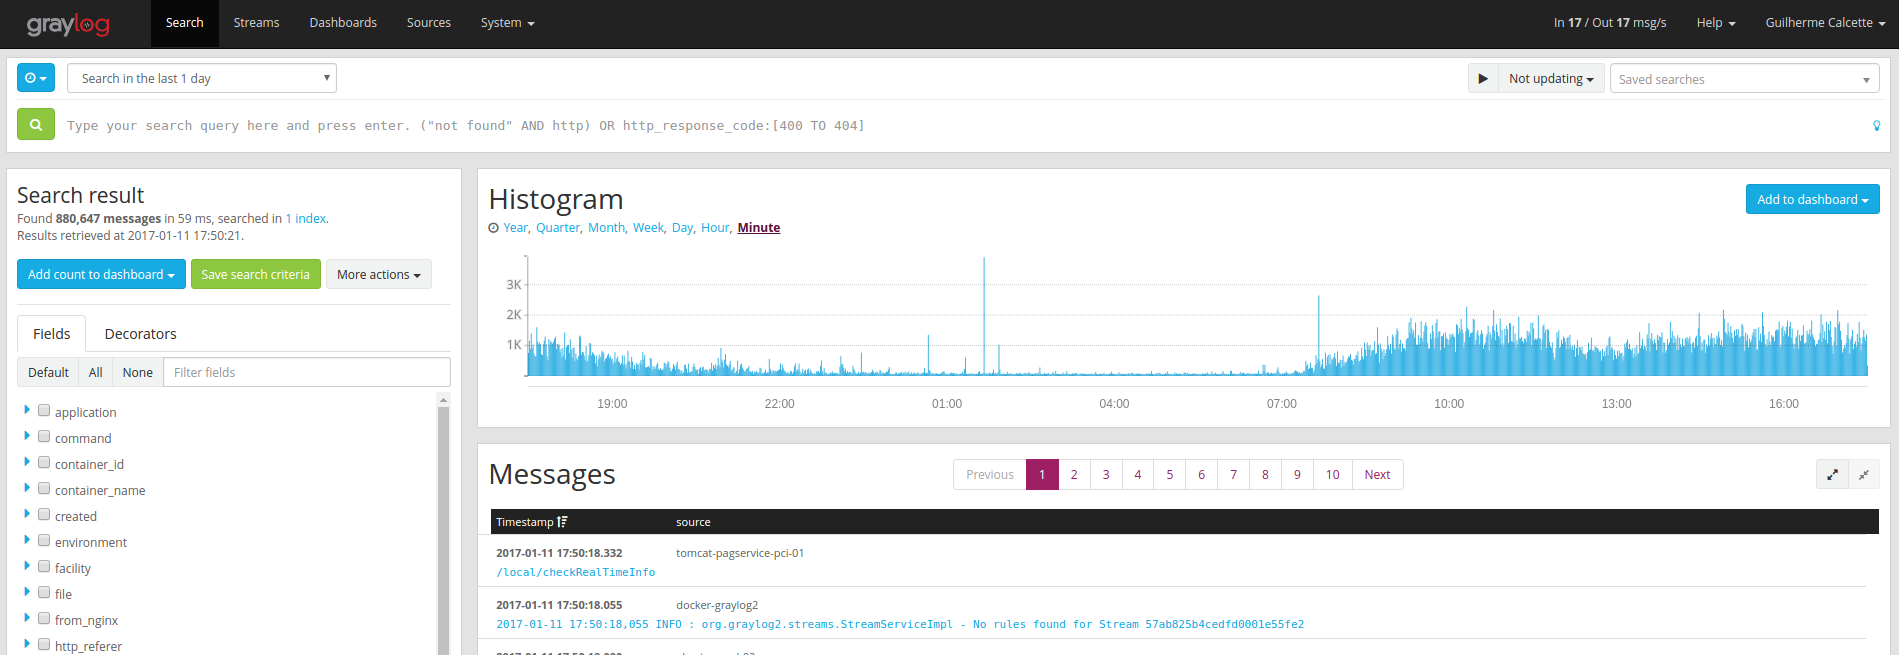 graylog Search Streams Dashboards Sources System In 17 / Out 17 msg/s Help Guilherme Calcette
Search in the last 1 day Not updating Saved searches
Type your search query here and press enter. ("not found" AND http) OR http_response_code:[400 TO 404]
Search result
Found 880,647 messages in 59 ms, searched in 1 index.
Results retrieved at 2017-01-11 17:50:21.
Add count to dashboard Save search criteria More actions
Fields Decorators
Default All None Filter fields
application
command
container_id
container_name
created
environment
facility
file
from_nginx
http_referer
Histogram
Add to dashboard
Year, Quarter, Month, Week, Day, Hour, Minute
3K
2K
1K
19:00 22:00 01:00 04:00 07:00 10:00 13:00 16:00
Messages
Previous 1 2 3 4 5 6 7 8 9 10 Next
Timestamp source
2017-01-11 17:50:18.332 tomcat-pagservice-pci-01
/local/checkRealTimeInfo
2017-01-11 17:50:18.055 docker-graylog2
2017-01-11 17:50:18,055 INFO : org.graylog2.streams.StreamServiceImpl - No rules found for Stream 57ab825b4cedfd0001e55fe2